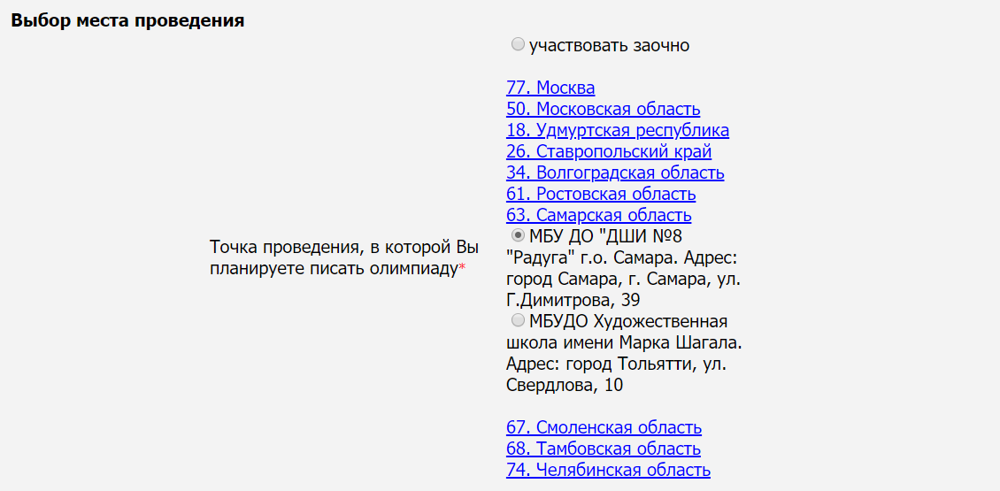 Выбор места проведения
участвовать заочно
77. Москва
50. Московская область
18. Удмуртская республика
26. Ставропольский край
34. Волгоградская область
61. Ростовская область
63. Самарская область
Точка проведения, в которой Вы
планируете писать олимпиаду*
МБУ ДО "ДШИ №8
"Радуга" г.о. Самара. Адрес:
город Самара, г. Самара, ул.
Г.Димитрова, 39
МБУДО Художественная
школа имени Марка Шагала.
Адрес: город Тольятти, ул.
Свердлова, 10
67. Смоленская область
68. Тамбовская область
74. Челябинская область